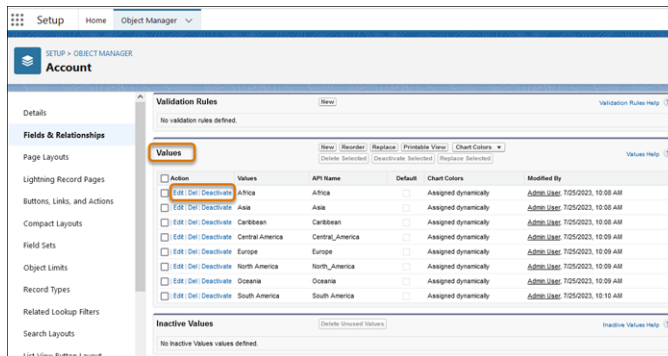 Setup Home Object Manager
SETUP > OBJECT MANAGER
Account
Details
Fields & Relationships
Page Layouts
Lightning Record Pages
Buttons, Links, and Actions
Compact Layouts
Field Sets
Object Limits
Record Types
Related Lookup Filters
Search Layouts
List View Button Layout
Validation Rules New Validation Rules Help
No validation rules defined.
Values New Reorder Replace Printable View Chart Colors Values Help
Delete Selected Deactivate Selected Replace Selected
Action Values API Name Default Chart Colors Modified By
Edit | Del | Deactivate Africa Africa Assigned dynamically Admin User, 7/25/2023, 10:08 AM
Edit | Del | Deactivate Asia Asia Assigned dynamically Admin User, 7/25/2023, 10:08 AM
Edit | Del | Deactivate Caribbean Caribbean Assigned dynamically Admin User, 7/25/2023, 10:08 AM
Edit | Del | Deactivate Central America Central_America Assigned dynamically Admin User, 7/25/2023, 10:09 AM
Edit | Del | Deactivate Europe Europe Assigned dynamically Admin User, 7/25/2023, 10:09 AM
Edit | Del | Deactivate North America North_America Assigned dynamically Admin User, 7/25/2023, 10:09 AM
Edit | Del | Deactivate Oceania Oceania Assigned dynamically Admin User, 7/25/2023, 10:09 AM
Edit | Del | Deactivate South America South America Assigned dynamically Admin User, 7/25/2023, 10:10 AM
Inactive Values Delete Unused Values Inactive Values Help
No Inactive Values values defined.